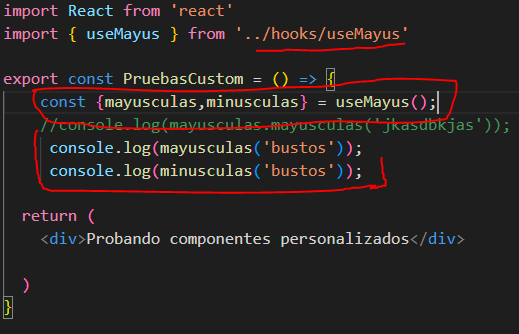 import React from 'react'
import { useMayus } from '../hooks/useMayus'
export const PruebasCustom = () => {
const {mayusculas,minusculas} = useMayus();
//console.log(mayusculas.mayusculas('jkasdbkjas'));
console.log(mayusculas('bustos'));
console.log(minusculas('bustos'));
return (
<div>Probando componentes personalizados</div>
)
}